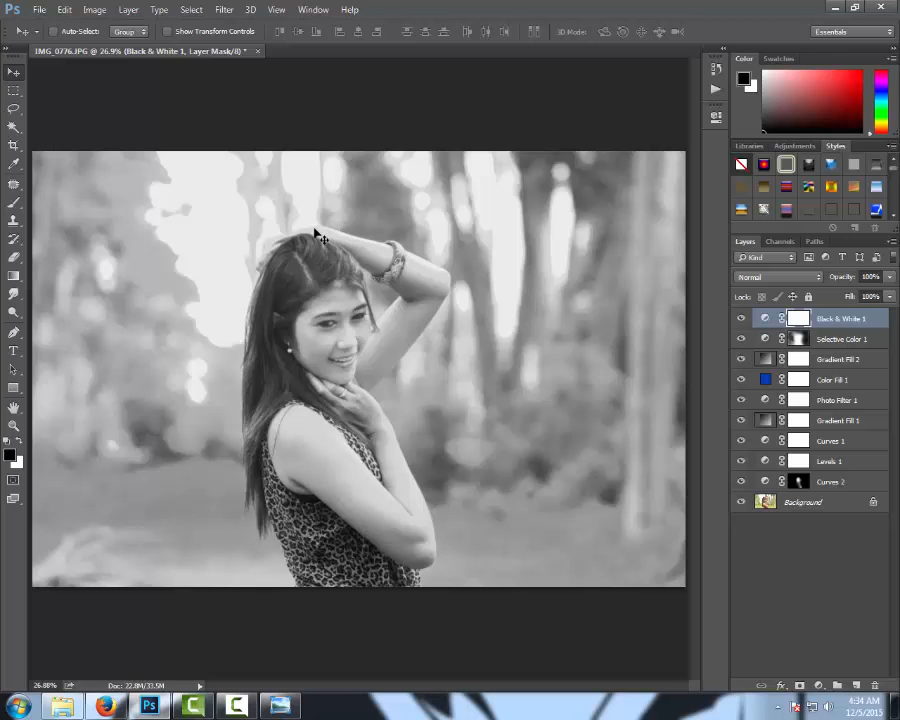 Ps File Edit Image Layer Type Select Filter 3D View Window Help
Auto-Select: Group Show Transform Controls 3D Mode: Essentials
IMG_0776.JPG @ 26.9% (Black & White 1, Layer Mask/8) * ×
Color Swatches
Libraries Adjustments Styles
Layers Channels Paths
Kind
Normal Opacity: 100%
Lock: Fill: 100%
Black & White 1
Selective Color 1
Gradient Fill 2
Color Fill 1
Photo Filter 1
Gradient Fill 1
Curves 1
Levels 1
Curves 2
Background
26.88% Doc: 22.8M/33.5M
fx
Ps C C 4:34 AM
12/5/2015